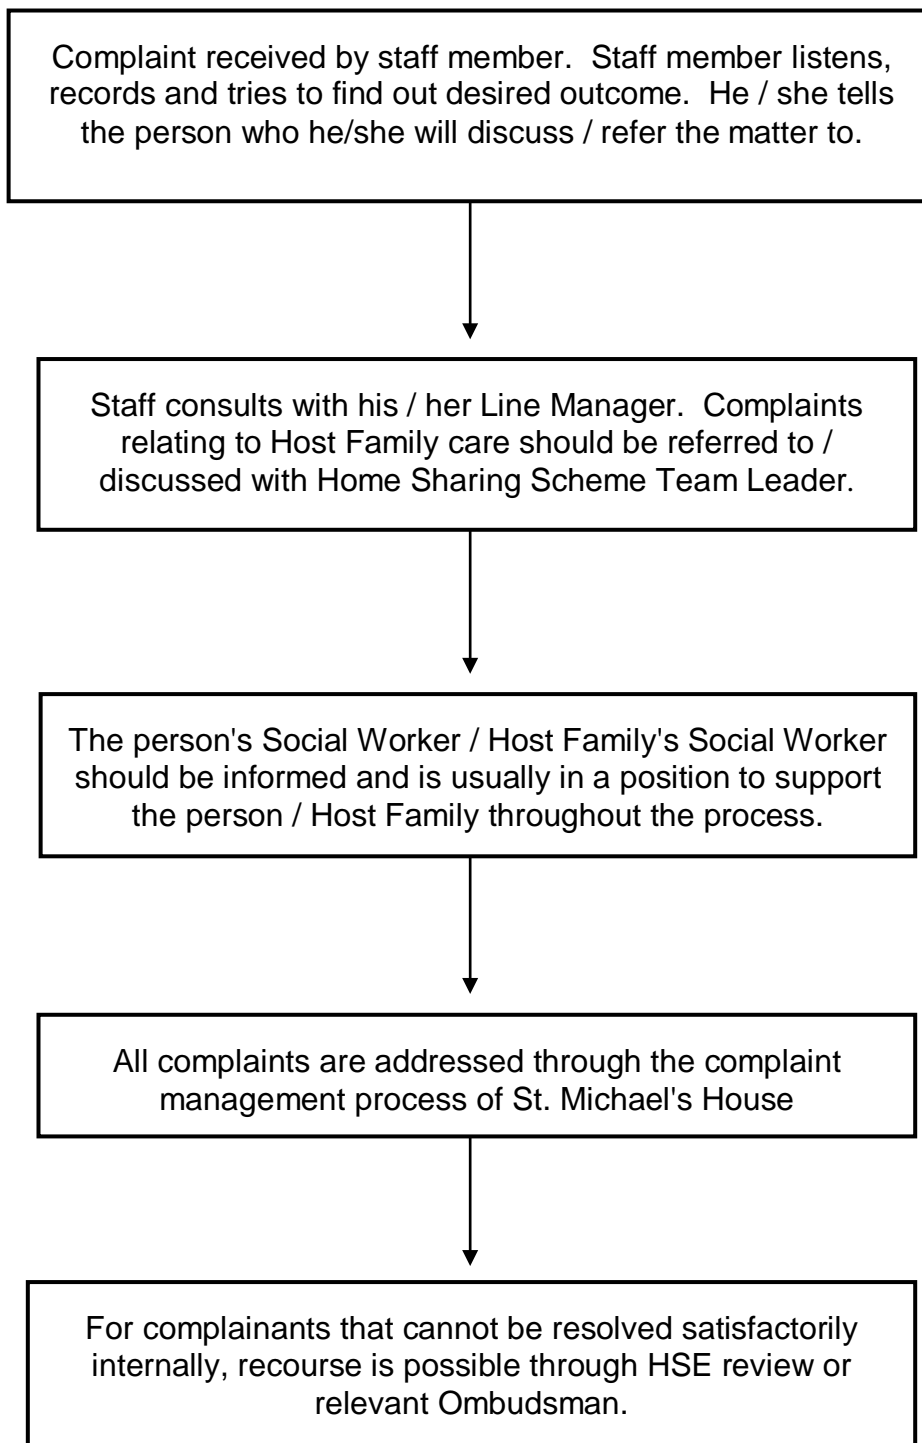 Complaint received by staff member.  Staff member listens,
records and tries to find out desired outcome.  He / she tells
the person who he/she will discuss / refer the matter to.
Staff consults with his / her Line Manager.  Complaints
relating to Host Family care should be referred to /
discussed with Home Sharing Scheme Team Leader.
The person's Social Worker / Host Family's Social Worker
should be informed and is usually in a position to support
the person / Host Family throughout the process.
All complaints are addressed through the complaint
management process of St. Michael's House
For complainants that cannot be resolved satisfactorily
internally, recourse is possible through HSE review or
relevant Ombudsman.